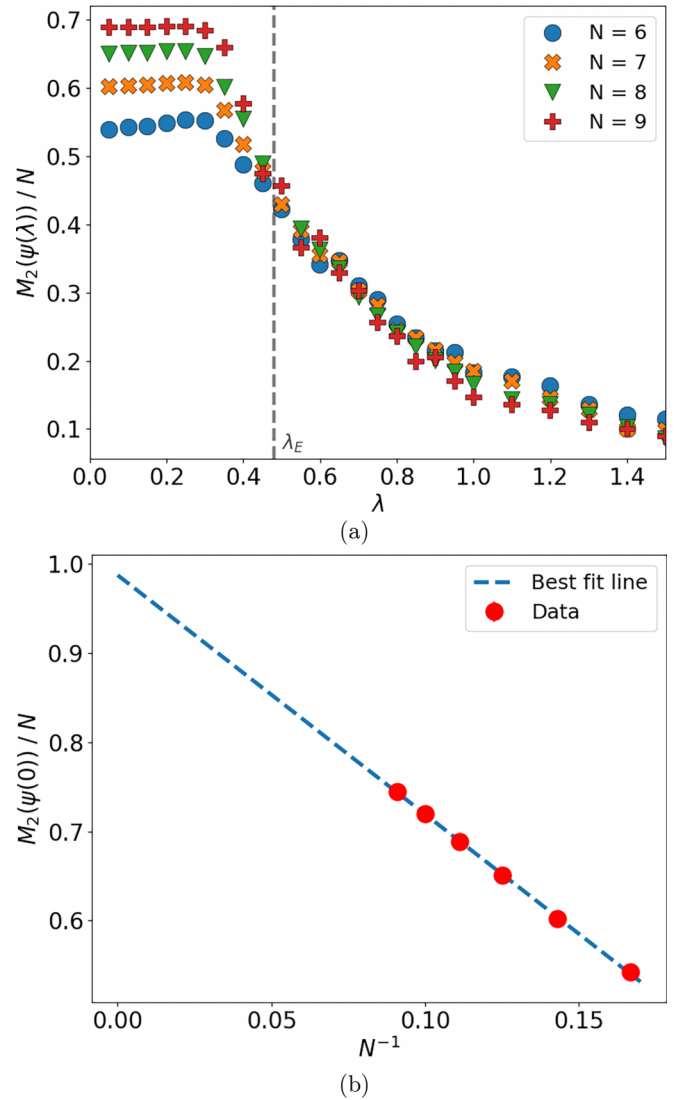 0.7
0.6
0.5
0.4
0.3
0.2
0.1
M₂(ψ(λ)) / N
N = 6
N = 7
N = 8
N = 9
λ_E
0.0 0.2 0.4 0.6 0.8 1.0 1.2 1.4
λ
(a)
1.0
0.9
0.8
0.7
0.6
M₂(ψ(0)) / N
Best fit line
Data
0.00 0.05 0.10 0.15
N⁻¹
(b)